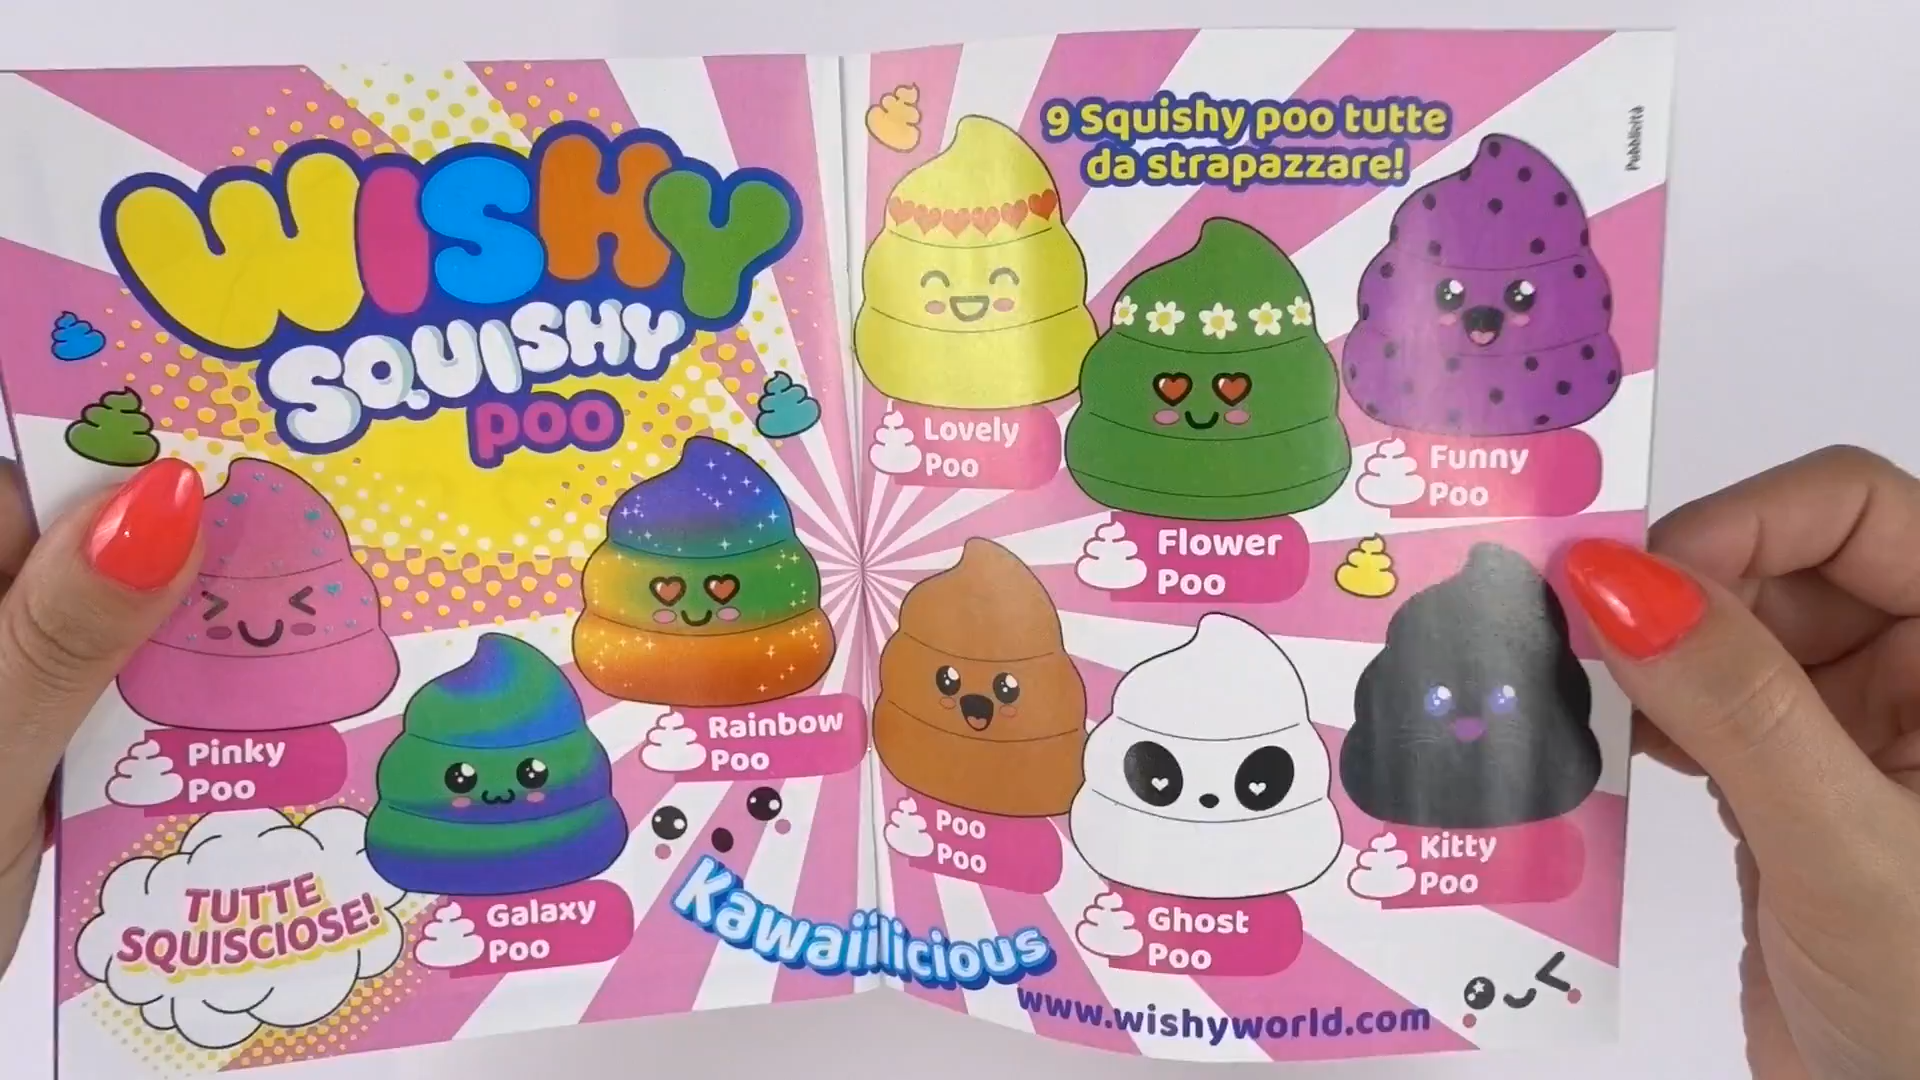 WISHY
SQUISHY
poo
Pinky
Poo
Rainbow
Poo
Galaxy
Poo
TUTTE
SQUISCIOSE!
Kawaiilicious
9 Squishy poo tutte
da strapazzare!
Pubblicità
Lovely
Poo
Flower
Poo
Funny
Poo
Poo
Poo
Ghost
Poo
Kitty
Poo
www.wishyworld.com